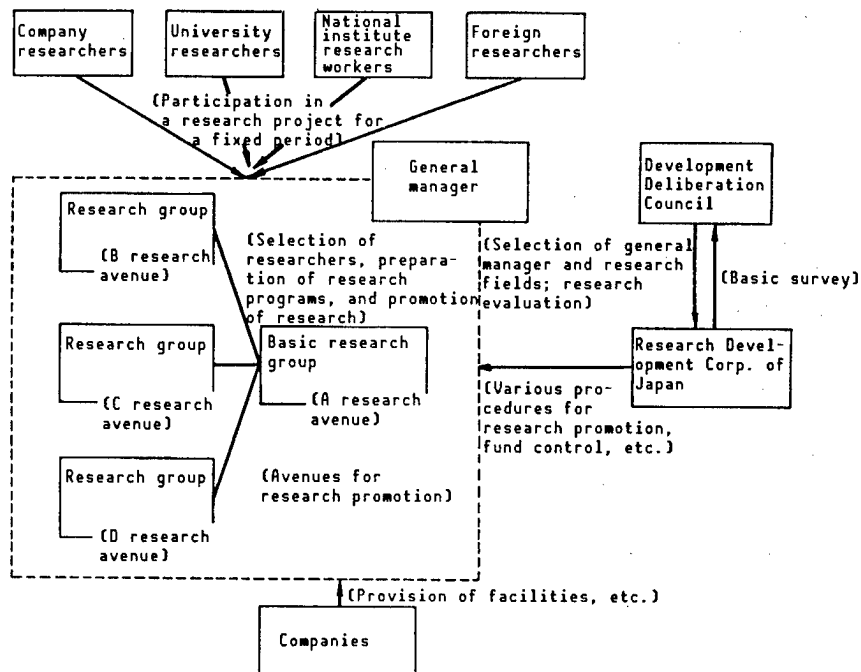 Company
researchers
University
researchers
National
institute
research
workers
Foreign
researchers
(Participation in
a research project for
a fixed period)
General
manager
Development
Deliberation
Council
Research group
(B research
avenue)
(Selection of
researchers, prepara-
tion of research
programs, and promotion
of research)
(Selection of general
manager and research
fields; research
evaluation)
(Basic survey)
Research group
(C research
avenue)
Basic research
group
(A research
avenue)
Research Devel-
opment Corp. of
Japan
(Various pro-
cedures for
research promotion,
fund control, etc.)
Research group
(D research
avenue)
(Avenues for
research promotion)
(Provision of facilities, etc.)
Companies